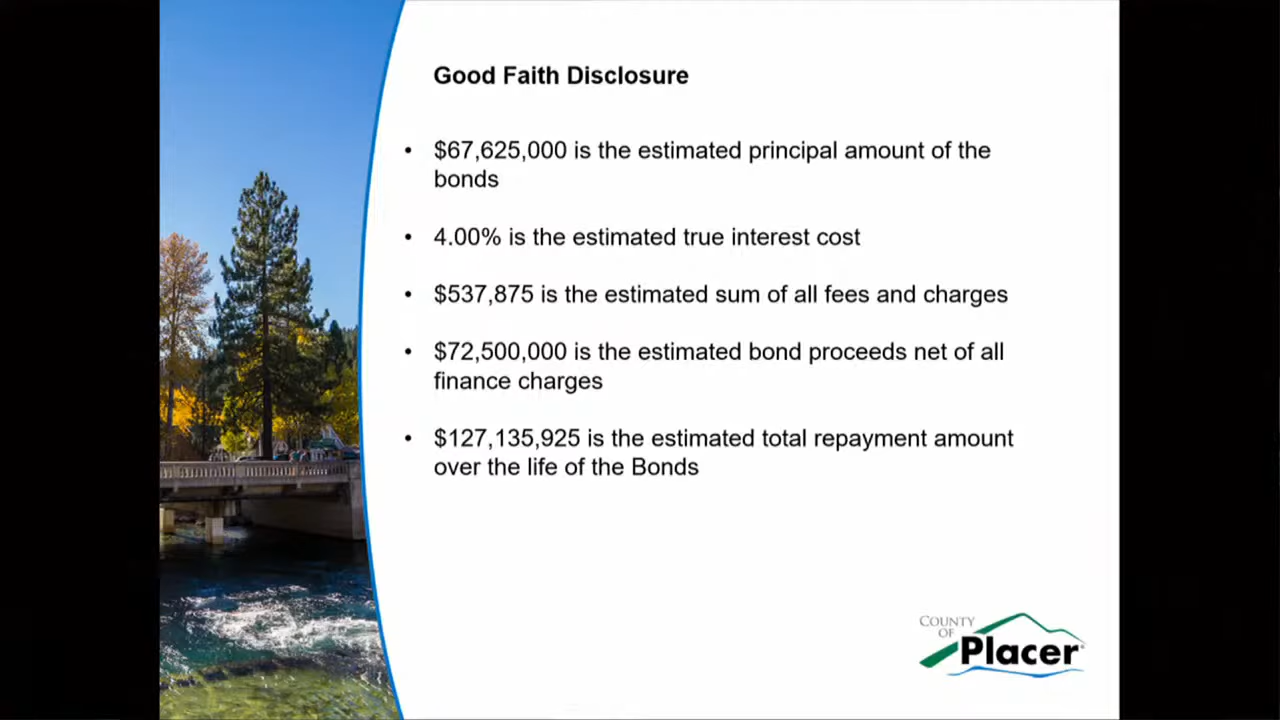 Good Faith Disclosure
• $67,625,000 is the estimated principal amount of the
bonds
• 4.00% is the estimated true interest cost
• $537,875 is the estimated sum of all fees and charges
• $72,500,000 is the estimated bond proceeds net of all
finance charges
• $127,135,925 is the estimated total repayment amount
over the life of the Bonds
COUNTY
OF
Placer